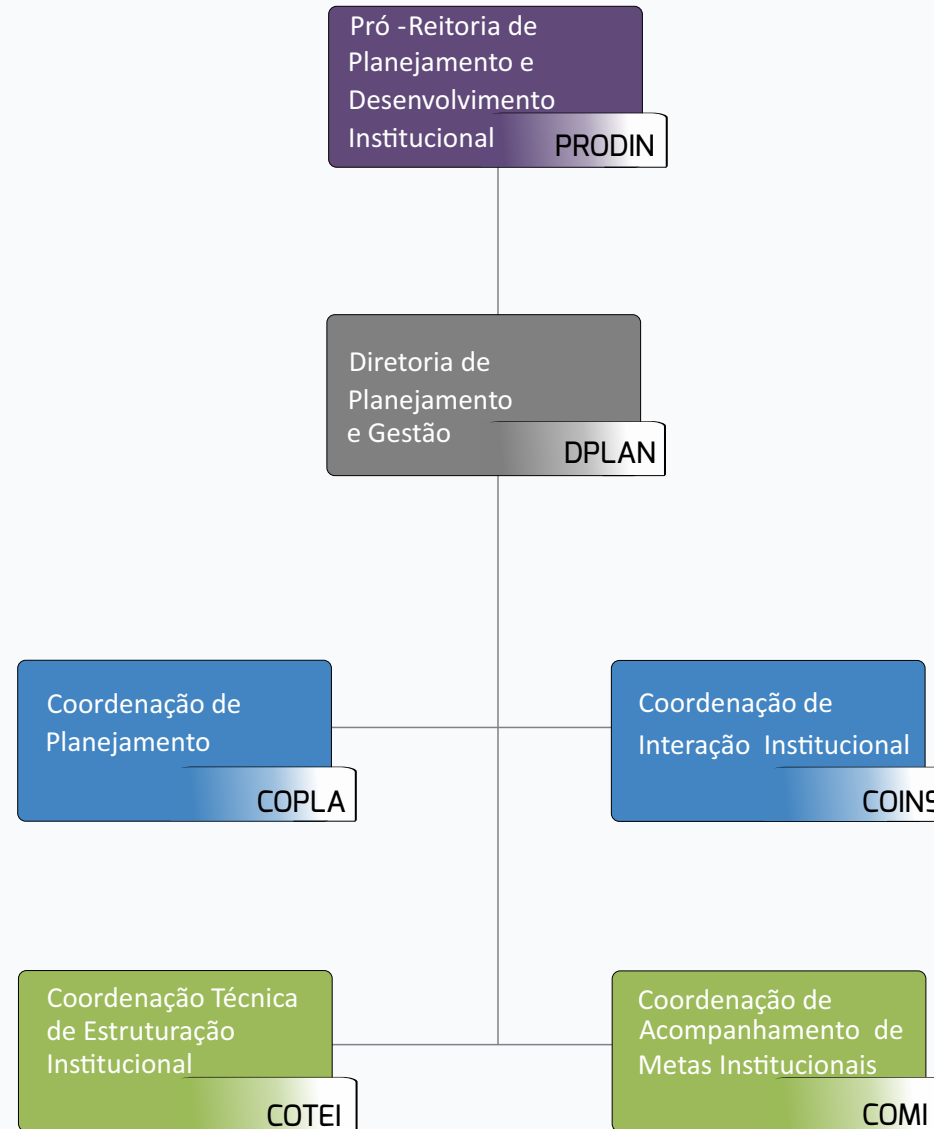 Pró -Reitoria de
Planejamento e
Desenvolvimento
Institucional
PRODIN
Diretoria de
Planejamento
e Gestão
DPLAN
Coordenação de
Planejamento
COPLA
Coordenação de
Interação Institucional
COINS
Coordenação Técnica
de Estruturação
Institucional
COTEI
Coordenação de
Acompanhamento de
Metas Institucionais
COMI